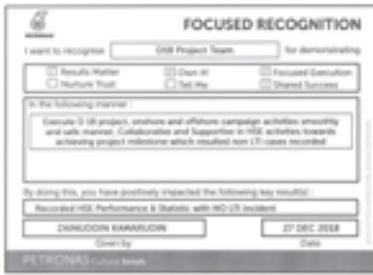 PETRONAS
FOCUSED RECOGNITION
I want to recognise D18 Project Team for demonstrating
Results Matter Own It! Focused Execution
Nurture Trust Tell Me Shared Success
In the following manner :
Execute D 18 project, onshore and offshore campaign activities smoothly
and safe manner, Collaborative and Supportive in HSE activities towards
achieving project milestone which resulted non LTI cases recorded
By doing this, you have positively impacted the following key result(s) :
Recorded HSE Performance & Statistic with NO LTI Incident
ZAINUDDIN KAMARUDIN 27 DEC 2018
Given by Date
PETRONAS Cultural Beliefs